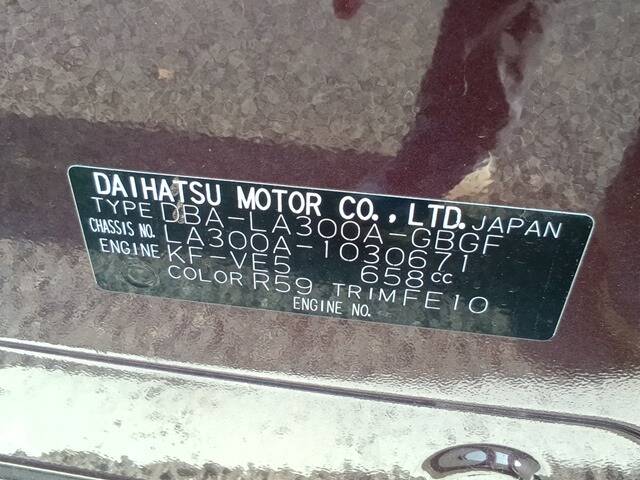 DAIHATSU MOTOR CO., LTD. JAPAN
TYPE DBA-LA300A-GBGF
CHASSIS NO. LA300A-1030671
ENGINE KF-VE5 658cc
COLOR R59 TRIM FE10
ENGINE NO.